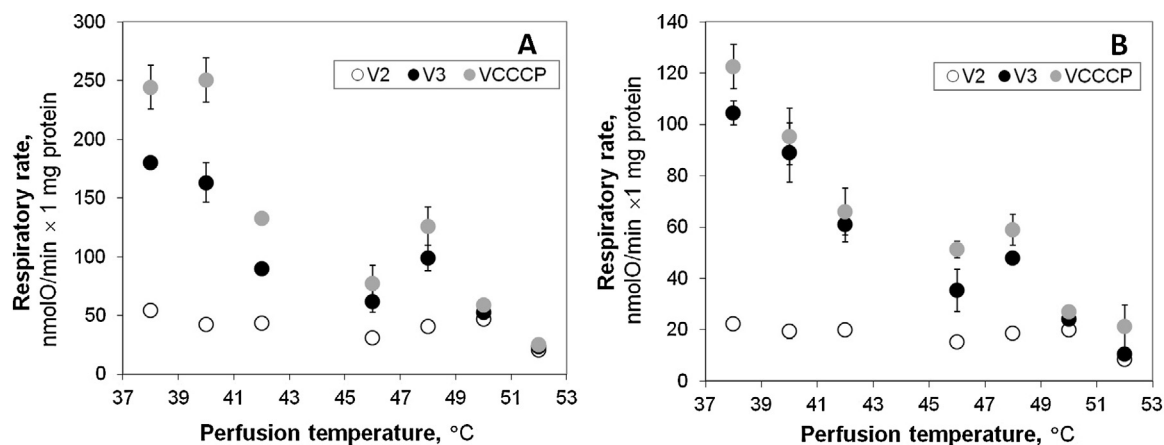 A
V2 V3 VCCCP
Respiratory rate,
nmolO/min × 1 mg protein
300
250
200
150
100
50
0
37 39 41 43 45 47 49 51 53
Perfusion temperature, °C
B
V2 V3 VCCCP
Respiratory rate,
nmolO/min ×1 mg protein
140
120
100
80
60
40
20
0
37 39 41 43 45 47 49 51 53
Perfusion temperature, °C